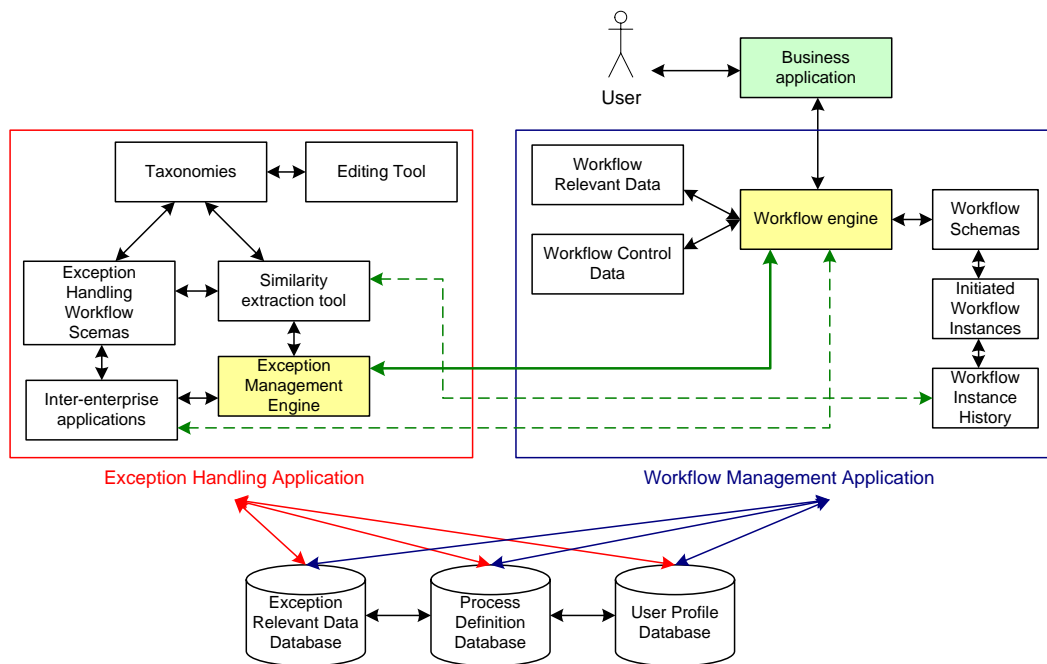 User
Business
application
Taxonomies
Editing Tool
Exception
Handling
Workflow
Scemas
Similarity
extraction tool
Inter-enterprise
applications
Exception
Management
Engine
Workflow
Relevant Data
Workflow Control
Data
Workflow engine
Workflow
Schemas
Initiated
Workflow
Instances
Workflow
Instance
History
Exception Handling Application
Workflow Management Application
Exception
Relevant Data
Database
Process
Definition
Database
User Profile
Database